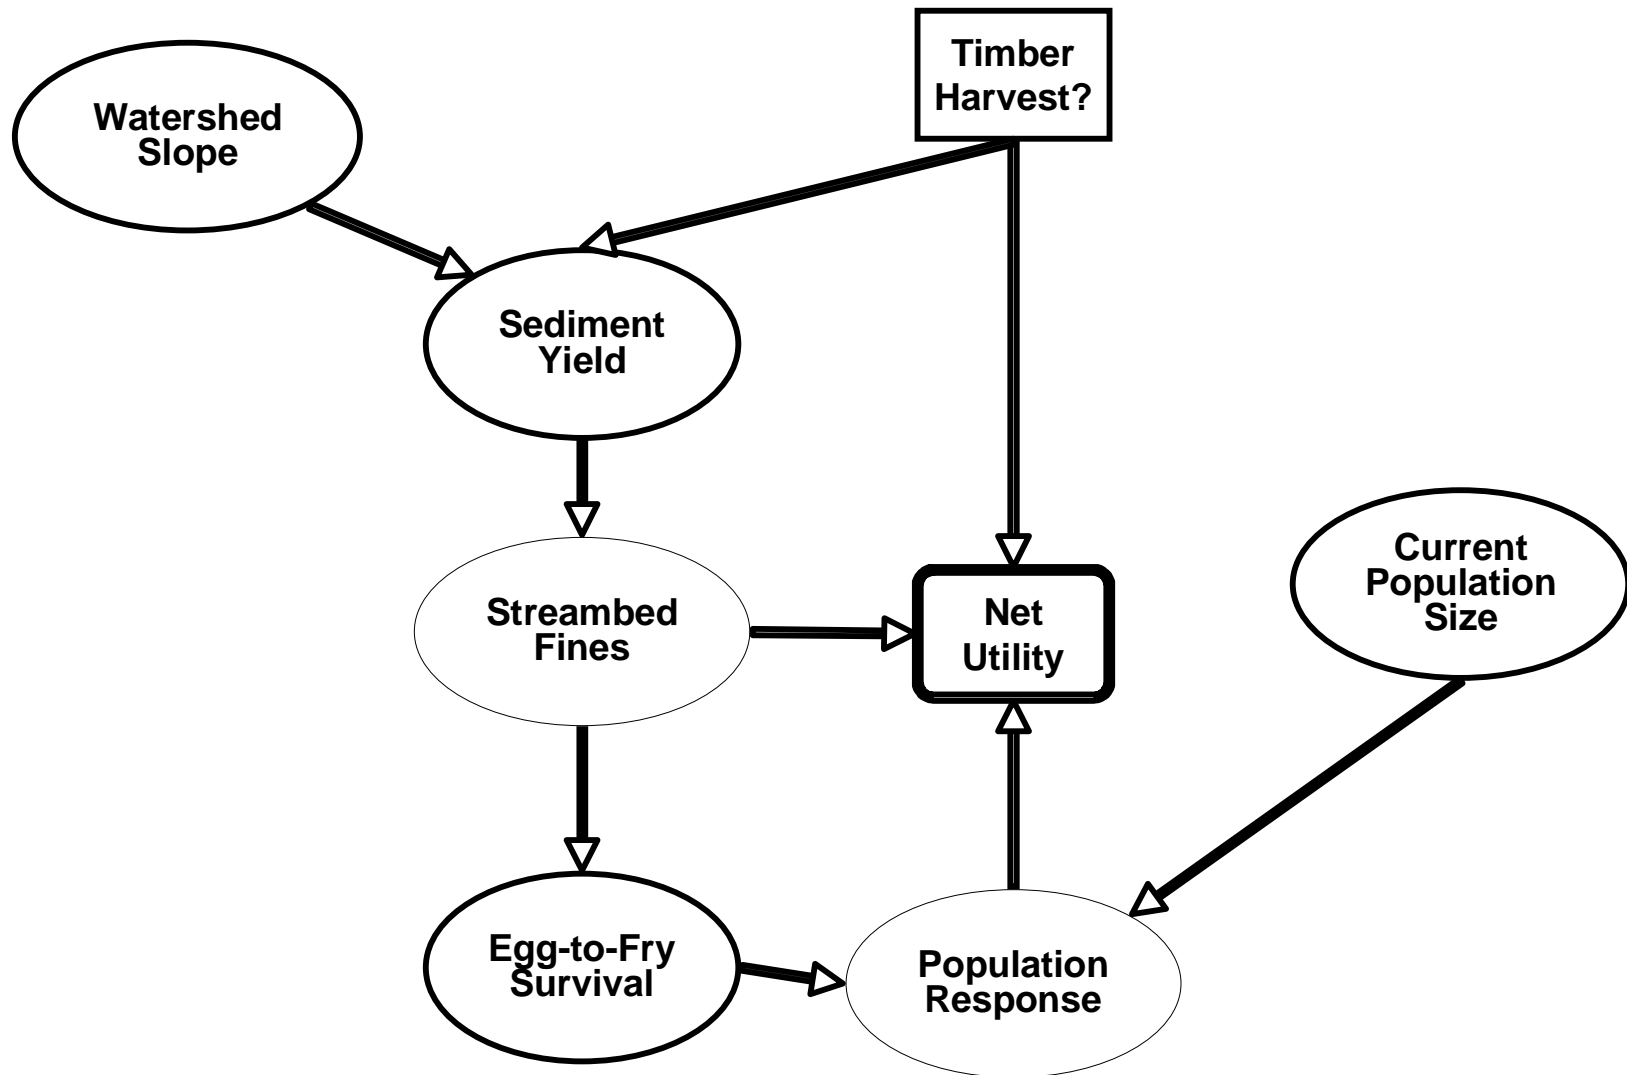 Timber
Harvest?
Watershed
Slope
Sediment
Yield
Streambed
Fines
Net
Utility
Current
Population
Size
Egg-to-Fry
Survival
Population
Response